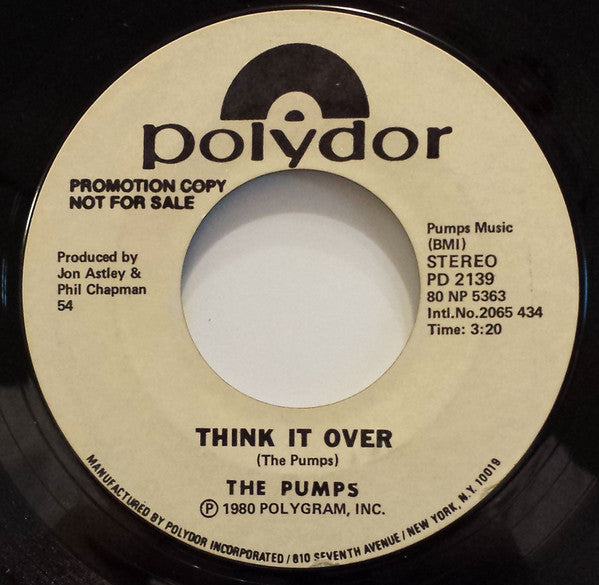 polydor
PROMOTION COPY
NOT FOR SALE
Produced by
Jon Astley &
Phil Chapman
54
Pumps Music
(BMI)
STEREO
PD 2139
80 NP 5363
Intl.No.2065 434
Time: 3:20
THINK IT OVER
(The Pumps)
THE PUMPS
Ⓟ 1980 POLYGRAM, INC.
MANUFACTURED BY POLYDOR INCORPORATED / 810 SEVENTH AVENUE / NEW YORK, N.Y. 10019